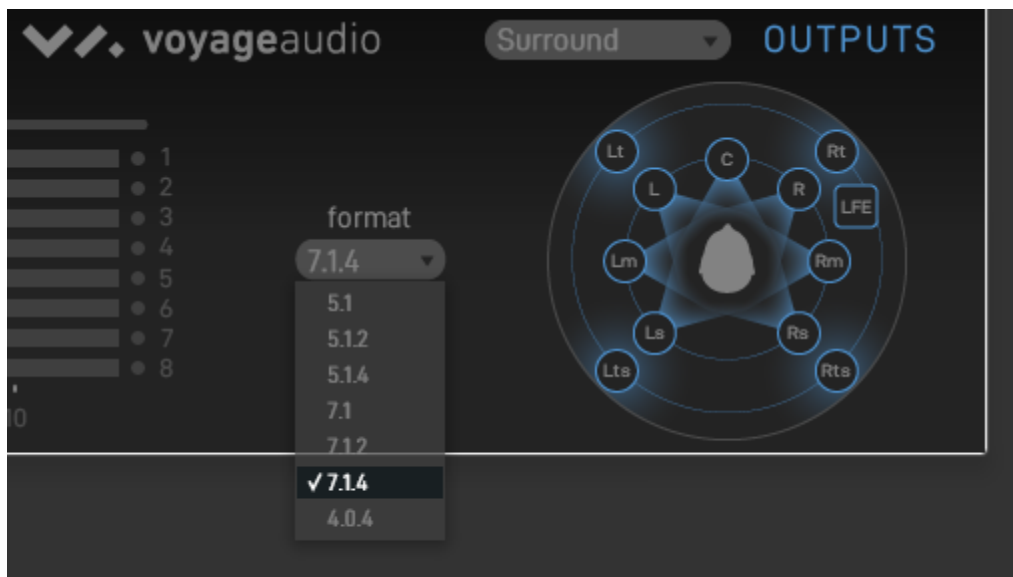 voyageaudio
Surround
OUTPUTS
1
2
3
4
5
6
7
8
10
format
7.1.4
5.1
5.1.2
5.1.4
7.1
7.1.2
✓ 7.1.4
4.0.4
Lt
C
Rt
L
R
LFE
Lm
Rm
Ls
Rs
Lts
Rts